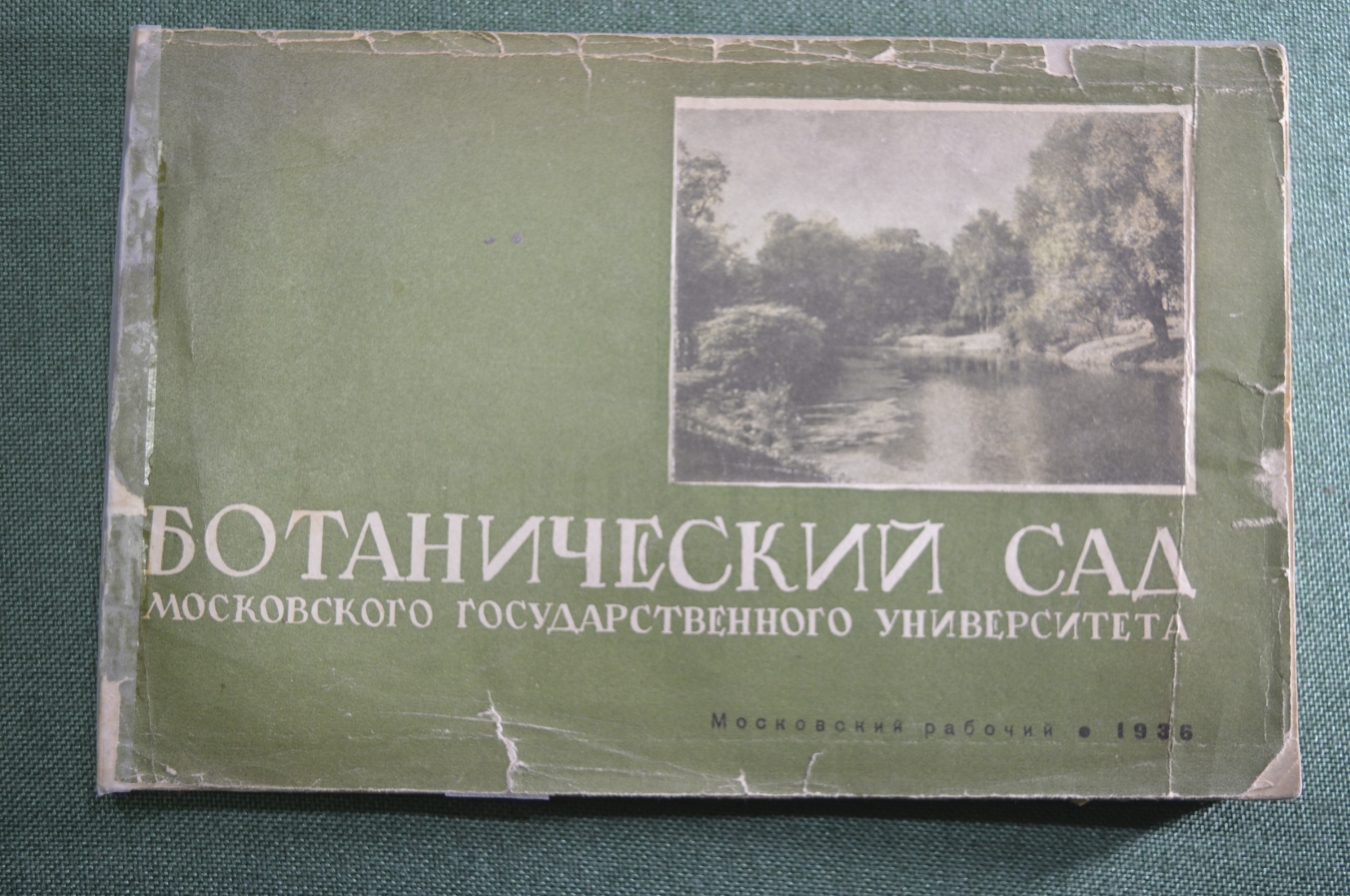 БОТАНИЧЕСКИЙ САД
МОСКОВСКОГО ГОСУДАРСТВЕННОГО УНИВЕРСИТЕТА
Московский рабочий ● 1936